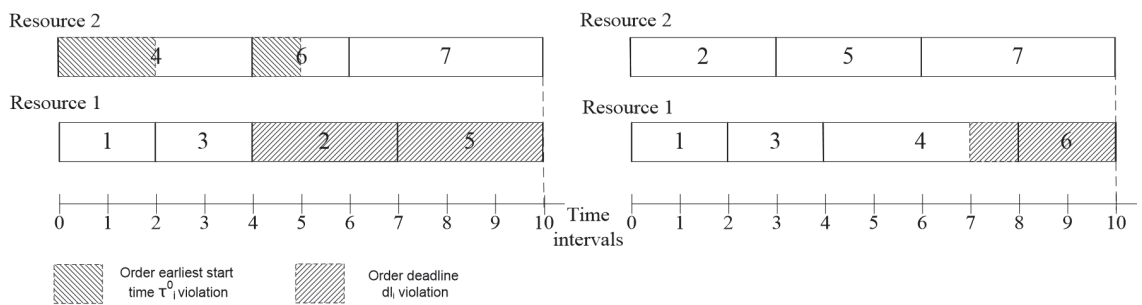 Resource 2
4 6 7
Resource 1
1 3 2 5
0 1 2 3 4 5 6 7 8 9 10
Time intervals
Resource 2
2 5 7
Resource 1
1 3 4 6
0 1 2 3 4 5 6 7 8 9 10
Order earliest start
time τ⁰ᵢ violation
Order deadline
dlᵢ violation